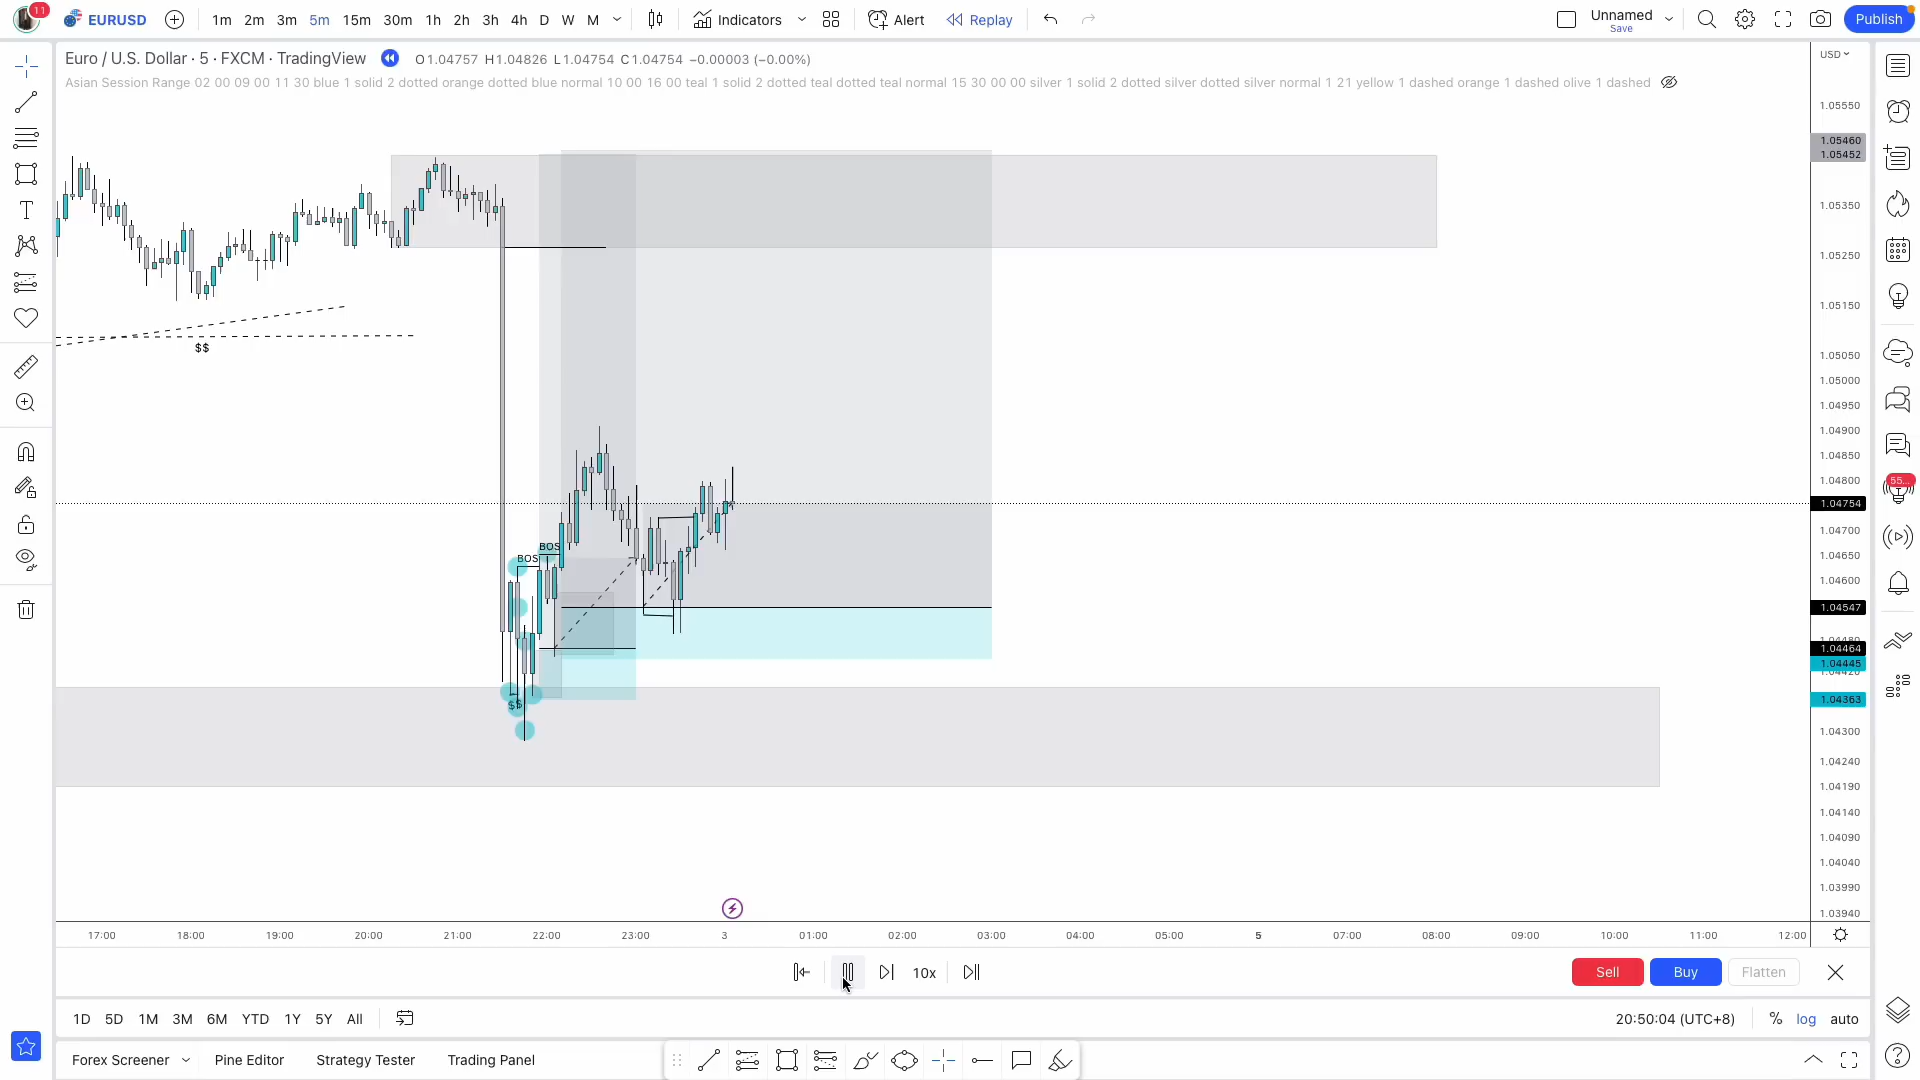 11
EURUSD
1m 2m 3m 5m 15m 30m 1h 2h 3h 4h D W M
Indicators
Alert
Replay
Unnamed
Save
Publish
Euro / U.S. Dollar · 5 · FXCM · TradingView
O1.04757 H1.04826 L1.04754 C1.04754 −0.00003 (−0.00%)
USD
Asian Session Range 02 00 09 00 11 30 blue 1 solid 2 dotted orange dotted blue normal 10 00 16 00 teal 1 solid 2 dotted teal dotted teal normal 15 30 00 00 silver 1 solid 2 dotted silver dotted silver normal 1 21 yellow 1 dashed orange 1 dashed olive 1 dashed
1.05550
1.05460
1.05452
1.05350
1.05250
1.05150
1.05050
1.05000
1.04950
1.04900
1.04850
1.04800
1.04754
1.04700
1.04650
1.04600
1.04547
1.04464
1.04445
1.04363
1.04300
1.04240
1.04190
1.04140
1.04090
1.04040
1.03990
1.03940
$$
BOS
BOS
$$
55...
17:00 18:00 19:00 20:00 21:00 22:00 23:00 3 01:00 02:00 03:00 04:00 05:00 5 07:00 08:00 09:00 10:00 11:00 12:00
10x
Sell
Buy
Flatten
1D 5D 1M 3M 6M YTD 1Y 5Y All
20:50:04 (UTC+8)
% log auto
Forex Screener
Pine Editor
Strategy Tester
Trading Panel